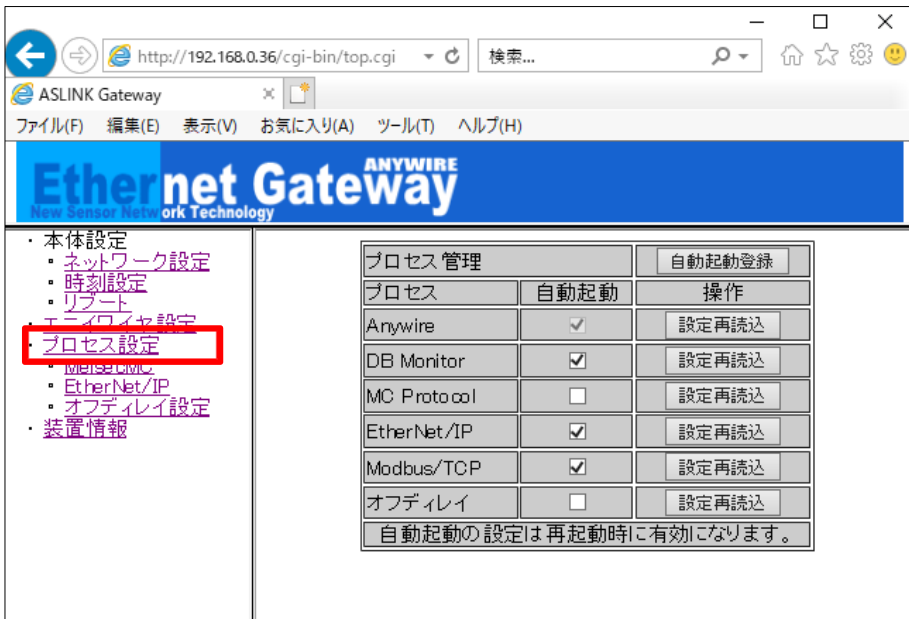 http://192.168.0.36/cgi-bin/top.cgi
検索...
ASLINK Gateway
ファイル(F) 編集(E) 表示(V) お気に入り(A) ツール(T) ヘルプ(H)
Ethernet Gateway
ANYWIRE
New Sensor Network Technology
・本体設定
▪ ネットワーク設定
▪ 時刻設定
▪ リブート
・エニイワイヤ設定
・プロセス設定
▪ MelsecMC
▪ EtherNet/IP
▪ オフディレイ設定
・装置情報
プロセス管理 自動起動登録
プロセス 自動起動 操作
Anywire 設定再読込
DB Monitor 設定再読込
MC Protocol 設定再読込
EtherNet/IP 設定再読込
Modbus/TCP 設定再読込
オフディレイ 設定再読込
自動起動の設定は再起動時に有効になります。